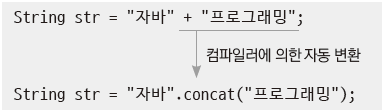 String str = "자바" + "프로그래밍";
컴파일러에 의한 자동 변환
String str = "자바".concat("프로그래밍");